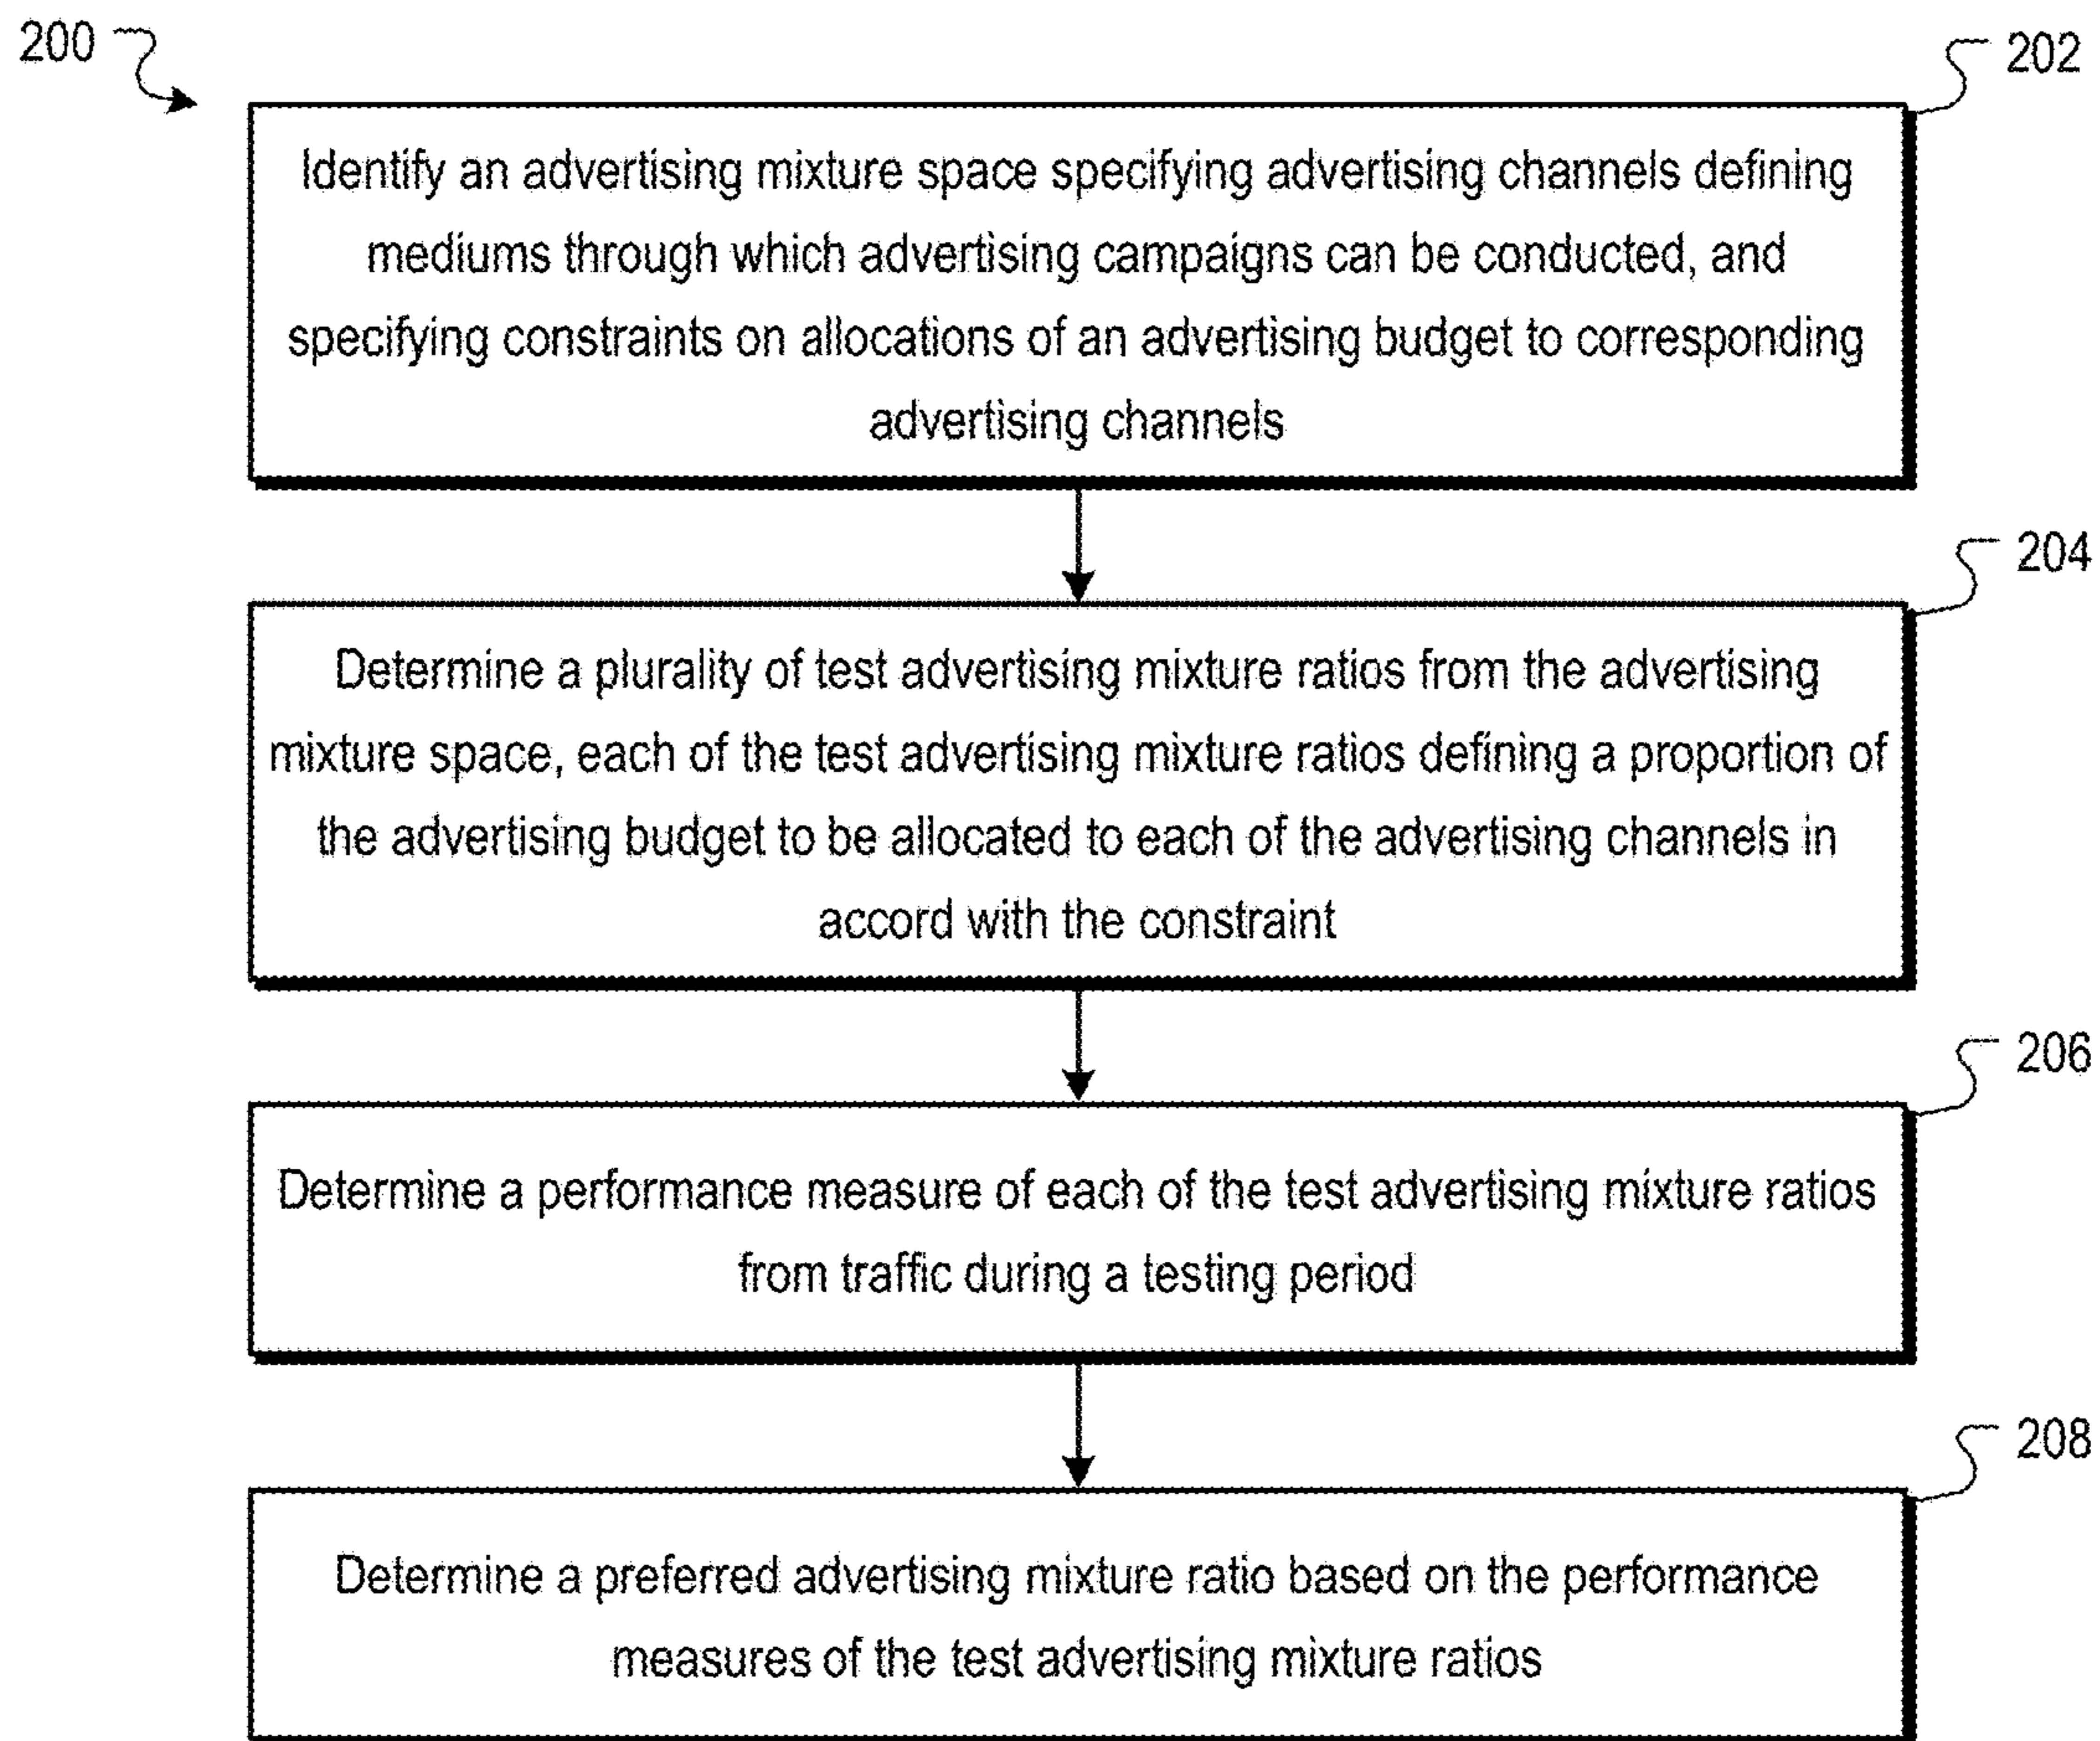 200
202
Identify an advertising mixture space specifying advertising channels defining
mediums through which advertising campaigns can be conducted, and
specifying constraints on allocations of an advertising budget to corresponding
advertising channels
204
Determine a plurality of test advertising mixture ratios from the advertising
mixture space, each of the test advertising mixture ratios defining a proportion of
the advertising budget to be allocated to each of the advertising channels in
accord with the constraint
206
Determine a performance measure of each of the test advertising mixture ratios
from traffic during a testing period
208
Determine a preferred advertising mixture ratio based on the performance
measures of the test advertising mixture ratios